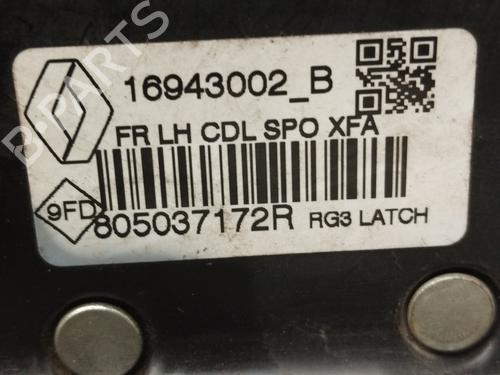 16943002_B
FR LH CDL SPO XFA
9FD
805037172R RG3 LATCH
B-PARTS